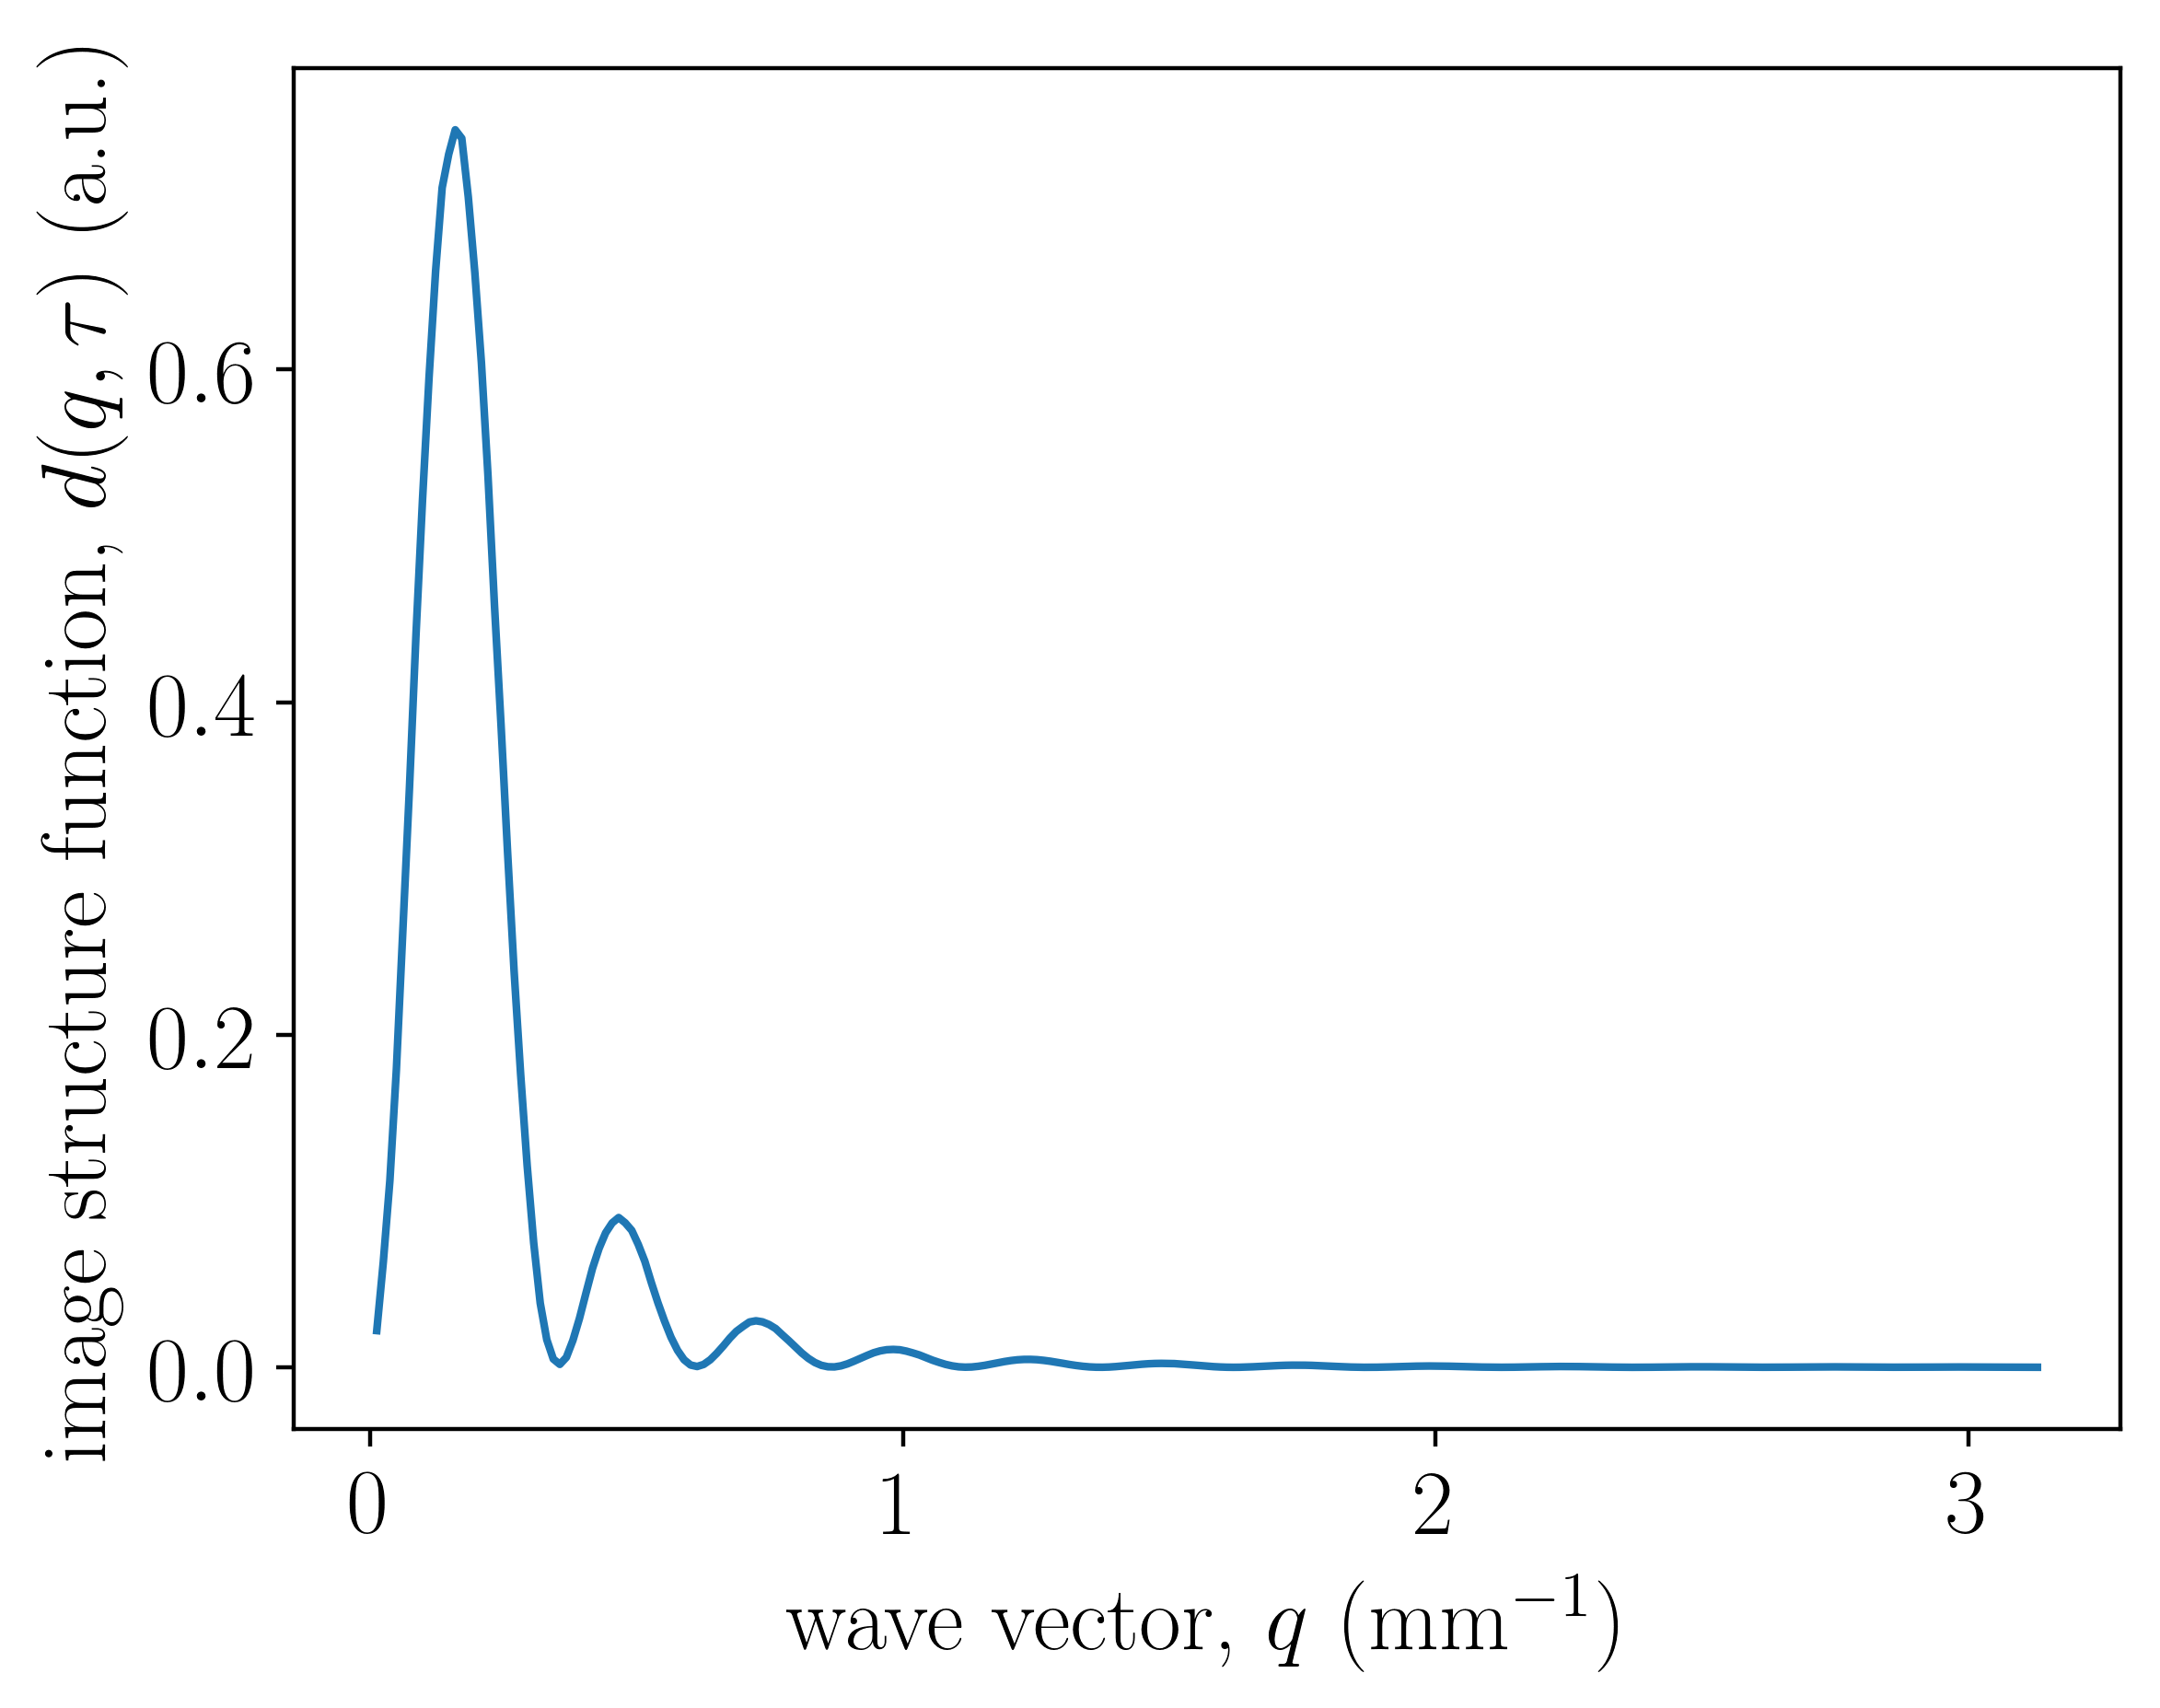 image structure function, d(q, τ) (a.u.)
0.6
0.4
0.2
0.0
0 1 2 3
wave vector, q (mm⁻¹)